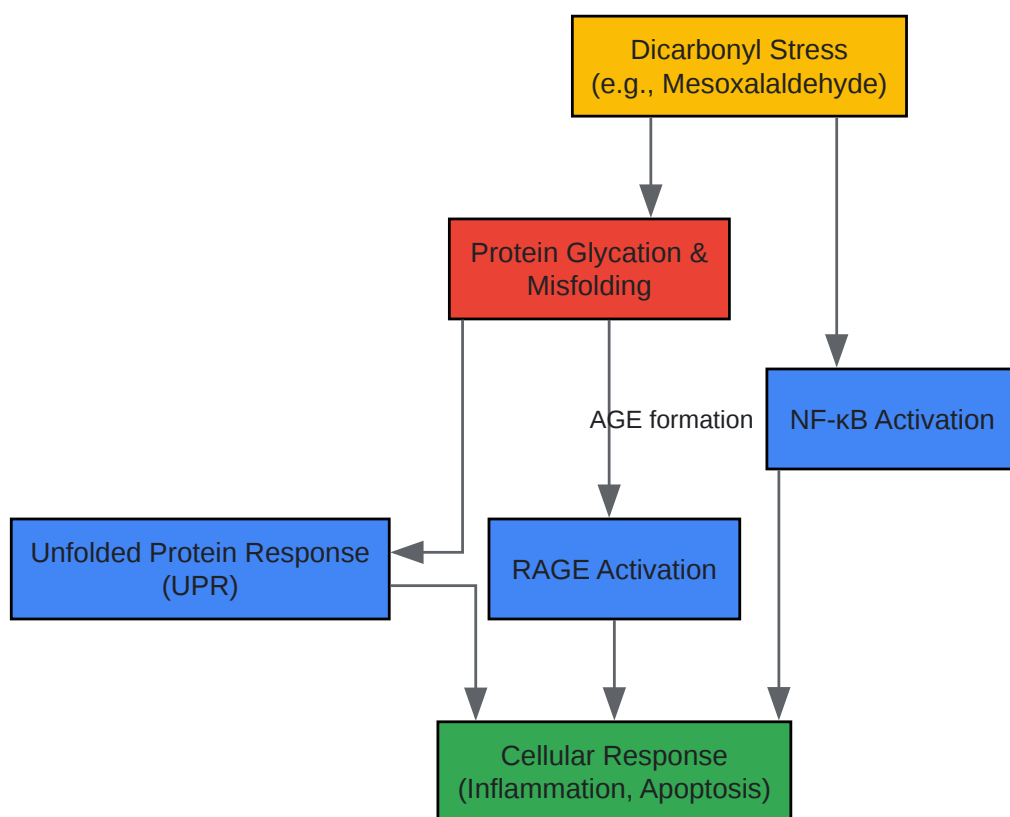 Dicarbonyl Stress
(e.g., Mesoxalaldehyde)
Protein Glycation &
Misfolding
AGE formation
NF-κB Activation
Unfolded Protein Response
(UPR)
RAGE Activation
Cellular Response
(Inflammation, Apoptosis)